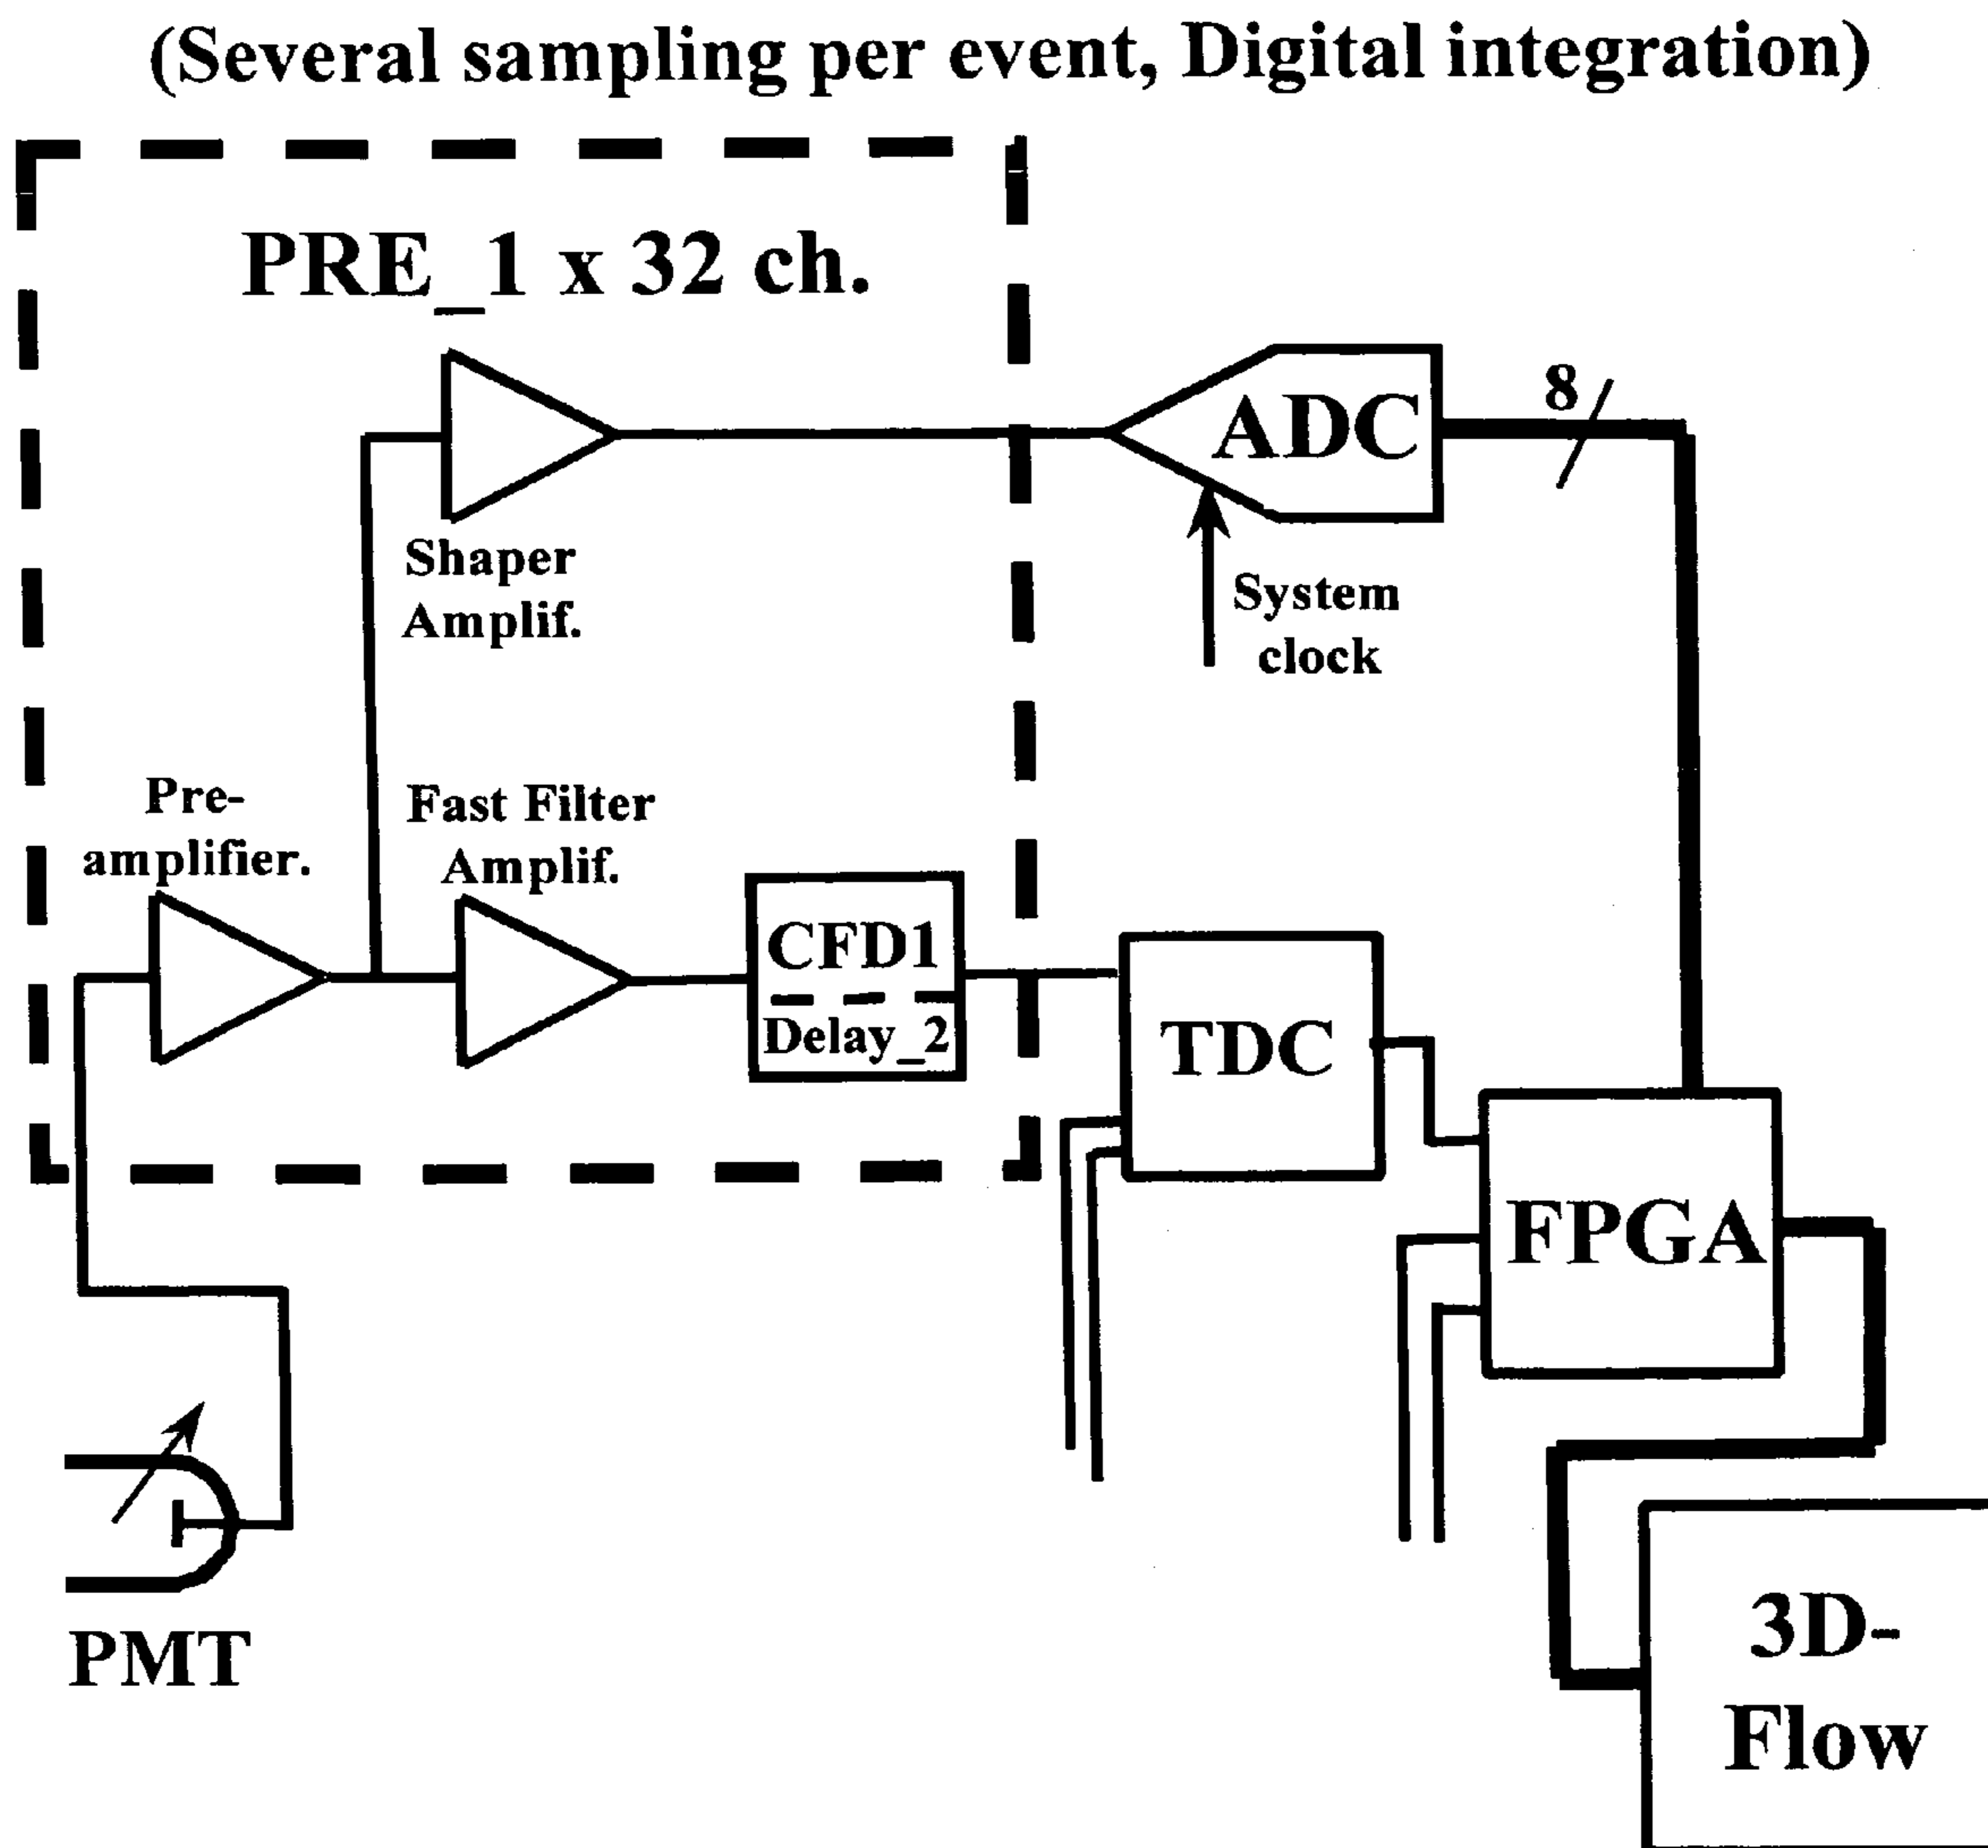 (Several sampling per event, Digital integration)
PRE_1 x 32 ch.
8
ADC
Shaper
Amplif.
System
clock
Pre-
amplifier.
Fast Filter
Amplif.
CFD1
Delay_2
TDC
FPGA
PMT
3D-
Flow